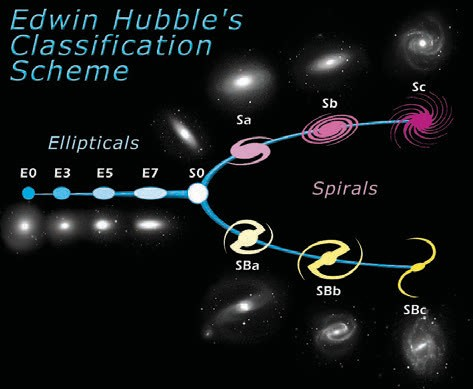 Edwin Hubble's
Classification
Scheme
Ellipticals
E0 E3 E5 E7 S0
Sa
Sb
Sc
Spirals
SBa
SBb
SBc